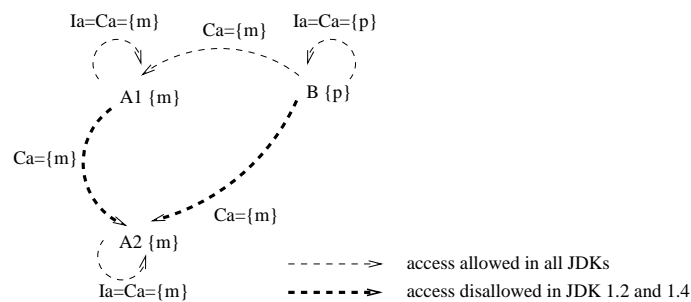 Ia=Ca={m}
Ca={m}
Ia=Ca={p}
A1 {m}
B {p}
Ca={m}
Ca={m}
A2 {m}
Ia=Ca={m}
access allowed in all JDKs
access disallowed in JDK 1.2 and 1.4